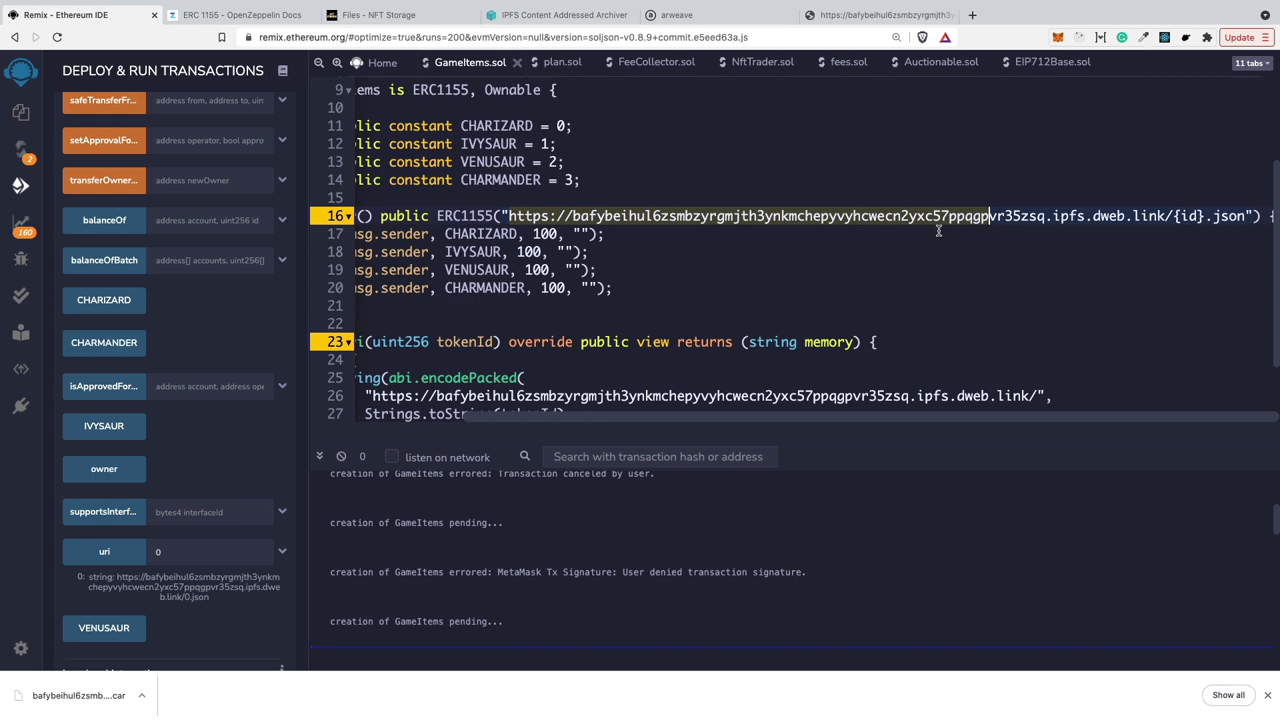 Remix - Ethereum IDE
ERC 1155 - OpenZeppelin Docs
Files - NFT Storage
IPFS Content Addressed Archiver
arweave
https://bafybeihul6zsmbzyrgmjth3y
remix.ethereum.org/#optimize=true&runs=200&evmVersion=null&version=soljson-v0.8.9+commit.e5eed63a.js
Update
DEPLOY & RUN TRANSACTIONS
Home
GameItems.sol
plan.sol
FeeCollector.sol
NftTrader.sol
fees.sol
Auctionable.sol
EIP712Base.sol
11 tabs
safeTransferFr... address from, address to, uin
setApprovalFo... address operator, bool appro
transferOwner... address newOwner
balanceOf address account, uint256 id
balanceOfBatch address[] accounts, uint256[]
CHARIZARD
CHARMANDER
isApprovedFor... address account, address ope
IVYSAUR
owner
supportsInterf... bytes4 interfaceId
uri 0
0: string: https://bafybeihul6zsmbzyrgmjth3ynkm
chepyvyhcwecn2yxc57ppqgpvr35zsq.ipfs.dwe
b.link/0.json
VENUSAUR
2
160
9 ems is ERC1155, Ownable {
10
11 lic constant CHARIZARD = 0;
12 lic constant IVYSAUR = 1;
13 lic constant VENUSAUR = 2;
14 lic constant CHARMANDER = 3;
15
16 () public ERC1155("https://bafybeihul6zsmbzyrgmjth3ynkmchepyvyhcwecn2yxc57ppqgpvr35zsq.ipfs.dweb.link/{id}.json") {
17 sg.sender, CHARIZARD, 100, "");
18 sg.sender, IVYSAUR, 100, "");
19 sg.sender, VENUSAUR, 100, "");
20 sg.sender, CHARMANDER, 100, "");
21
22
23 i(uint256 tokenId) override public view returns (string memory) {
24
25 ing(abi.encodePacked(
26 "https://bafybeihul6zsmbzyrgmjth3ynkmchepyvyhcwecn2yxc57ppqgpvr35zsq.ipfs.dweb.link/",
27 Strings.toString(tokenId),
0
listen on network
Search with transaction hash or address
creation of GameItems errored: Transaction canceled by user.
creation of GameItems pending...
creation of GameItems errored: MetaMask Tx Signature: User denied transaction signature.
creation of GameItems pending...
bafybeihul6zsmb....car
Show all